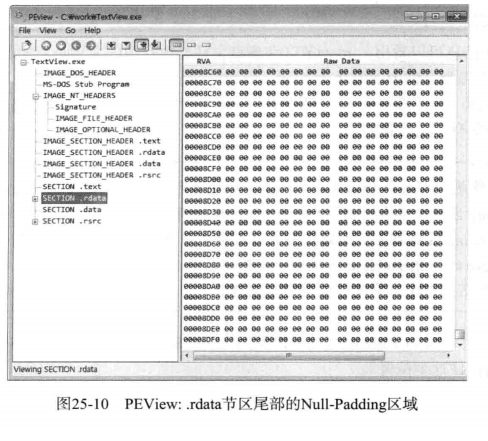 PEview - C:₩work₩TextView.exe
File View Go Help
TextView.exe
IMAGE_DOS_HEADER
MS-DOS Stub Program
IMAGE_NT_HEADERS
Signature
IMAGE_FILE_HEADER
IMAGE_OPTIONAL_HEADER
IMAGE_SECTION_HEADER .text
IMAGE_SECTION_HEADER .rdata
IMAGE_SECTION_HEADER .data
IMAGE_SECTION_HEADER .rsrc
SECTION .text
SECTION .rdata
SECTION .data
SECTION .rsrc
RVA Raw Data
00008C60 00 00 00 00 00 00 00 00 00 00 00 00 00 00 00 00
00008C70 00 00 00 00 00 00 00 00 00 00 00 00 00 00 00 00
00008C80 00 00 00 00 00 00 00 00 00 00 00 00 00 00 00 00
00008C90 00 00 00 00 00 00 00 00 00 00 00 00 00 00 00 00
00008CA0 00 00 00 00 00 00 00 00 00 00 00 00 00 00 00 00
00008CB0 00 00 00 00 00 00 00 00 00 00 00 00 00 00 00 00
00008CC0 00 00 00 00 00 00 00 00 00 00 00 00 00 00 00 00
00008CD0 00 00 00 00 00 00 00 00 00 00 00 00 00 00 00 00
00008CE0 00 00 00 00 00 00 00 00 00 00 00 00 00 00 00 00
00008CF0 00 00 00 00 00 00 00 00 00 00 00 00 00 00 00 00
00008D00 00 00 00 00 00 00 00 00 00 00 00 00 00 00 00 00
00008D10 00 00 00 00 00 00 00 00 00 00 00 00 00 00 00 00
00008D20 00 00 00 00 00 00 00 00 00 00 00 00 00 00 00 00
00008D30 00 00 00 00 00 00 00 00 00 00 00 00 00 00 00 00
00008D40 00 00 00 00 00 00 00 00 00 00 00 00 00 00 00 00
00008D50 00 00 00 00 00 00 00 00 00 00 00 00 00 00 00 00
00008D60 00 00 00 00 00 00 00 00 00 00 00 00 00 00 00 00
00008D70 00 00 00 00 00 00 00 00 00 00 00 00 00 00 00 00
00008D80 00 00 00 00 00 00 00 00 00 00 00 00 00 00 00 00
00008D90 00 00 00 00 00 00 00 00 00 00 00 00 00 00 00 00
00008DA0 00 00 00 00 00 00 00 00 00 00 00 00 00 00 00 00
00008DB0 00 00 00 00 00 00 00 00 00 00 00 00 00 00 00 00
00008DC0 00 00 00 00 00 00 00 00 00 00 00 00 00 00 00 00
00008DD0 00 00 00 00 00 00 00 00 00 00 00 00 00 00 00 00
00008DE0 00 00 00 00 00 00 00 00 00 00 00 00 00 00 00 00
00008DF0 00 00 00 00 00 00 00 00 00 00 00 00 00 00 00 00
Viewing SECTION .rdata
图25-10 PEView: .rdata节区尾部的Null-Padding区域